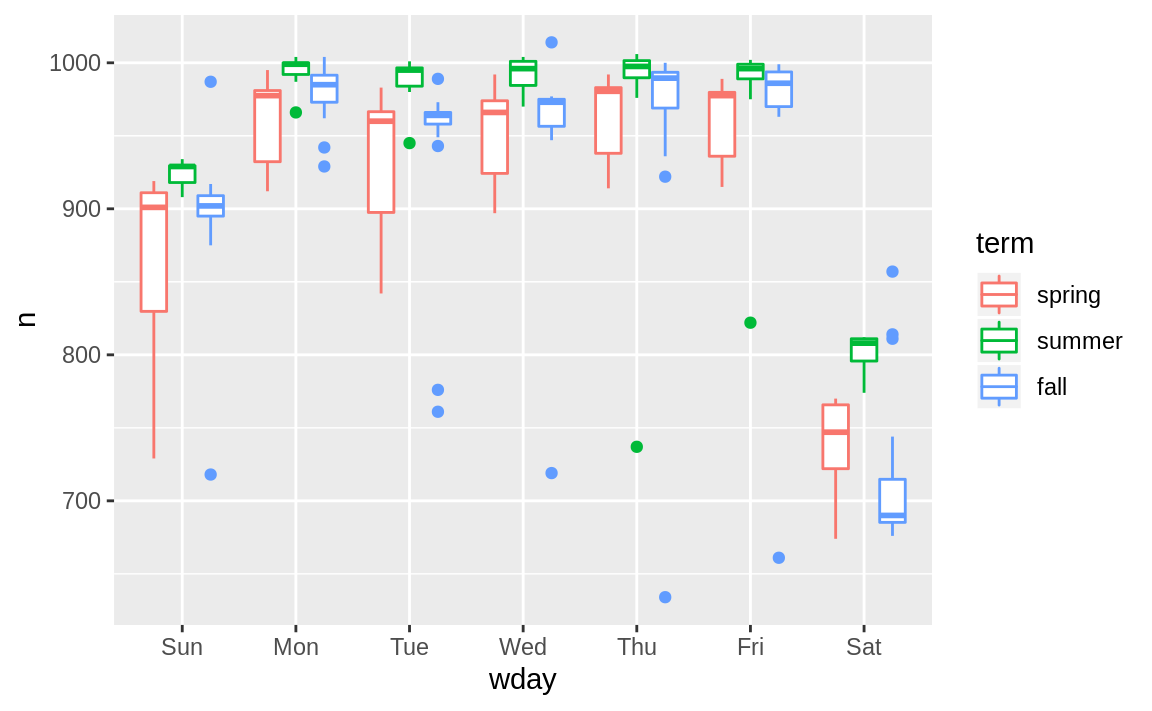 1000
900
800
700
n
Sun Mon Tue Wed Thu Fri Sat
wday
term
spring
summer
fall